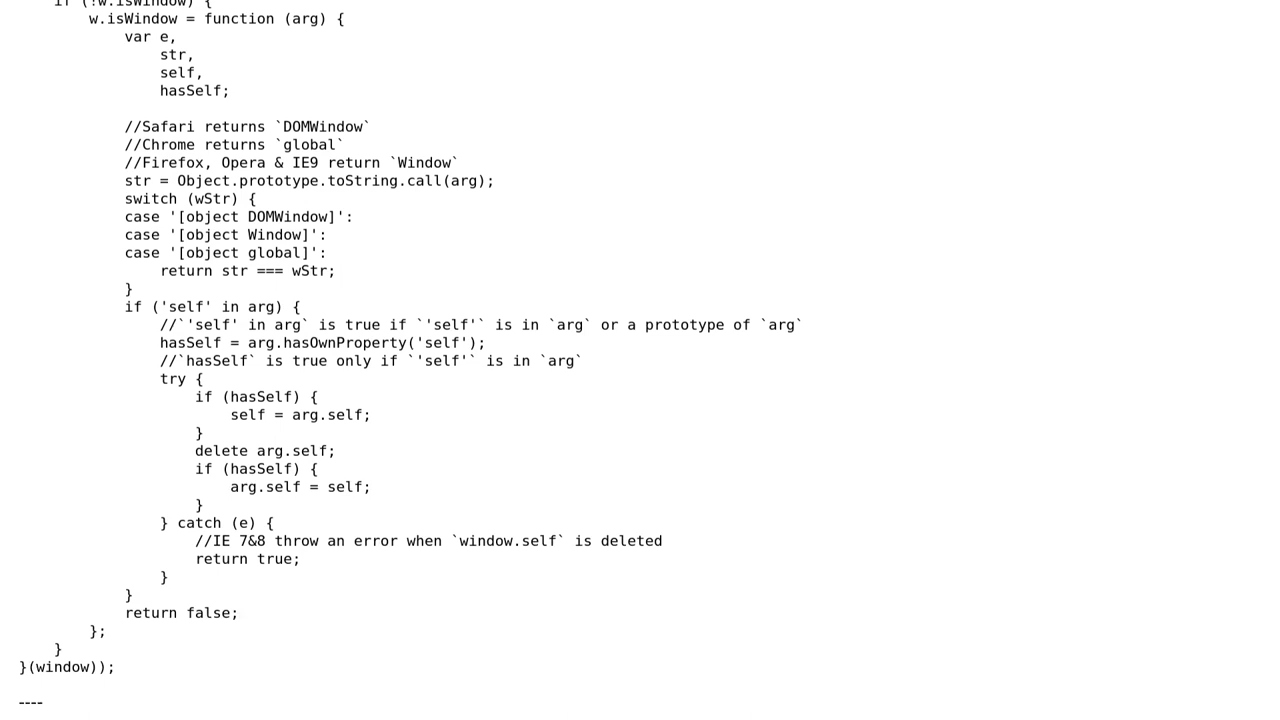 if (!w.isWindow) {
        w.isWindow = function (arg) {
            var e,
                str,
                self,
                hasSelf;

            //Safari returns `DOMWindow`
            //Chrome returns `global`
            //Firefox, Opera & IE9 return `Window`
            str = Object.prototype.toString.call(arg);
            switch (wStr) {
            case '[object DOMWindow]':
            case '[object Window]':
            case '[object global]':
                return str === wStr;
            }
            if ('self' in arg) {
                //`'self' in arg` is true if `'self'` is in `arg` or a prototype of `arg`
                hasSelf = arg.hasOwnProperty('self');
                //`hasSelf` is true only if `'self'` is in `arg`
                try {
                    if (hasSelf) {
                        self = arg.self;
                    }
                    delete arg.self;
                    if (hasSelf) {
                        arg.self = self;
                    }
                } catch (e) {
                    //IE 7&8 throw an error when `window.self` is deleted
                    return true;
                }
            }
            return false;
        };
    }
}(window));

----